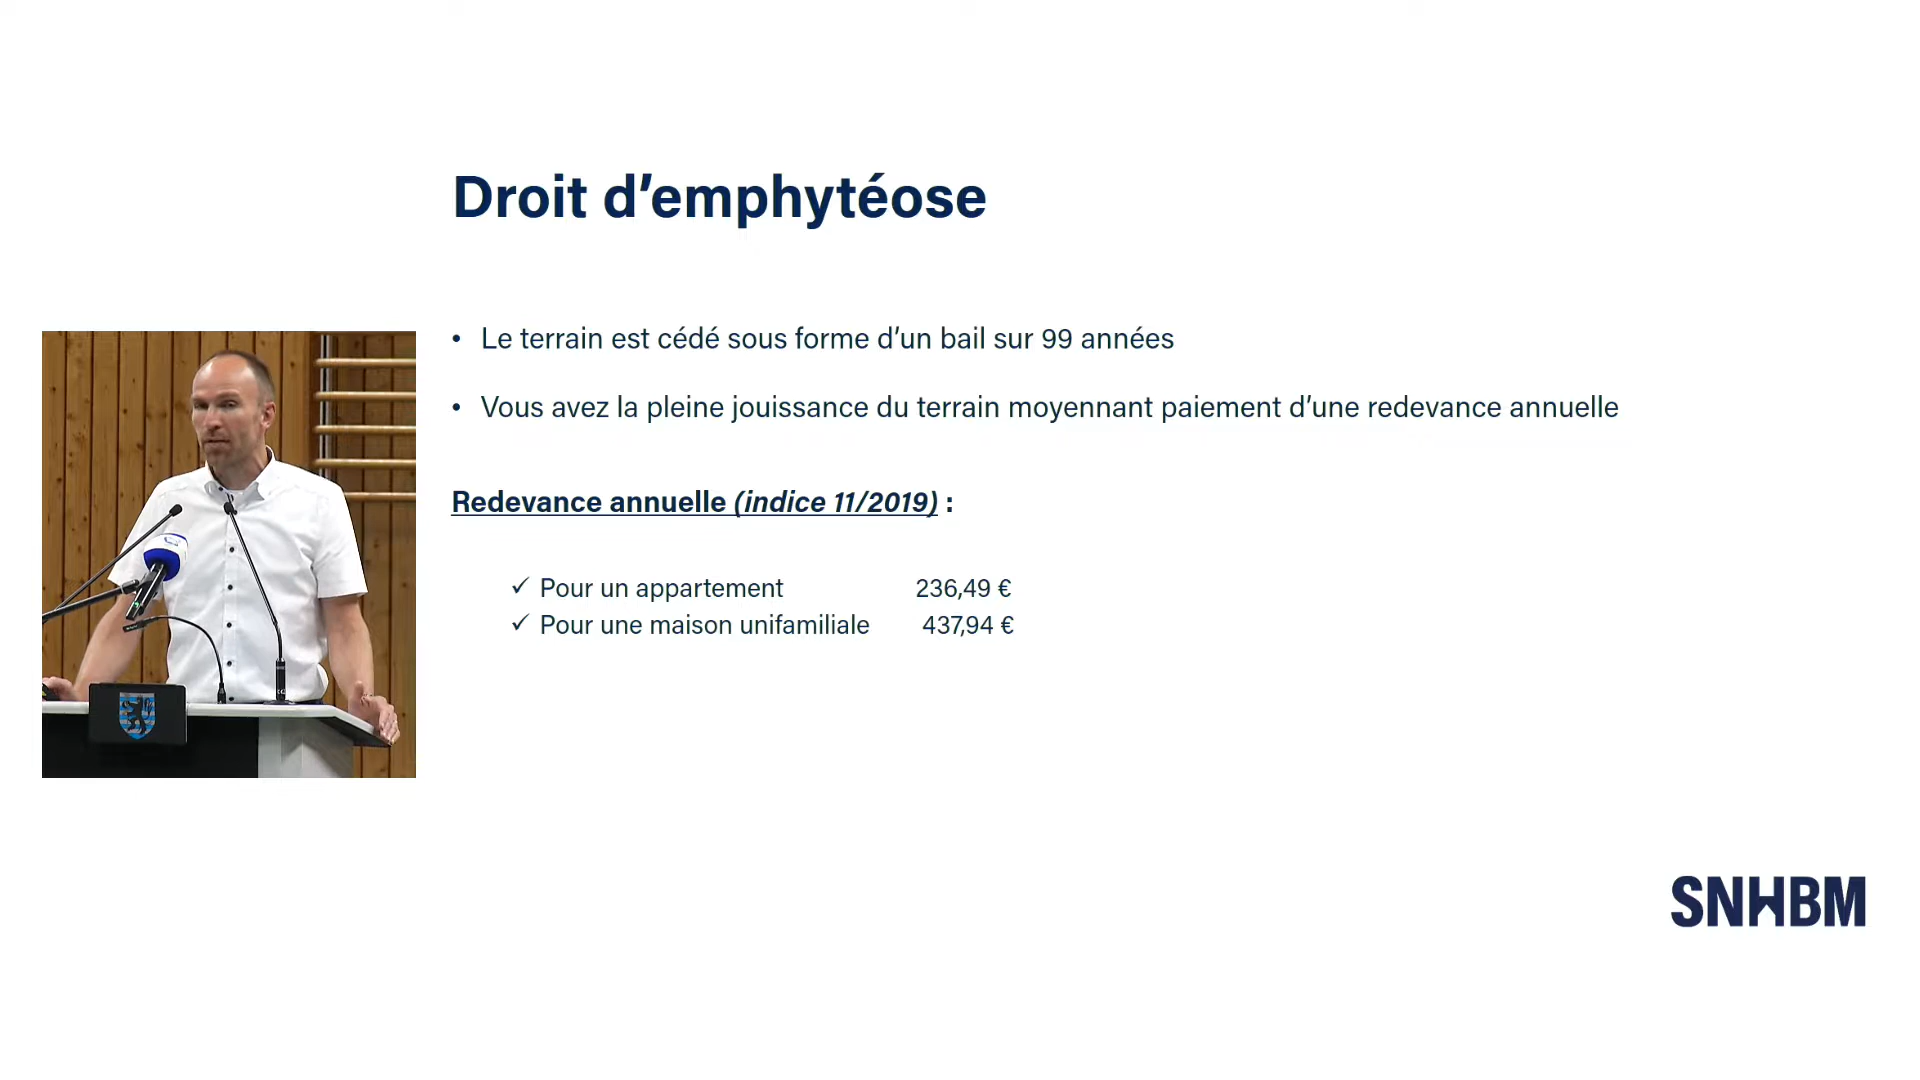 Droit d’emphytéose
• Le terrain est cédé sous forme d’un bail sur 99 années
• Vous avez la pleine jouissance du terrain moyennant paiement d’une redevance annuelle
Redevance annuelle (indice 11/2019) :
✓ Pour un appartement 236,49 €
✓ Pour une maison unifamiliale 437,94 €
SNHBM